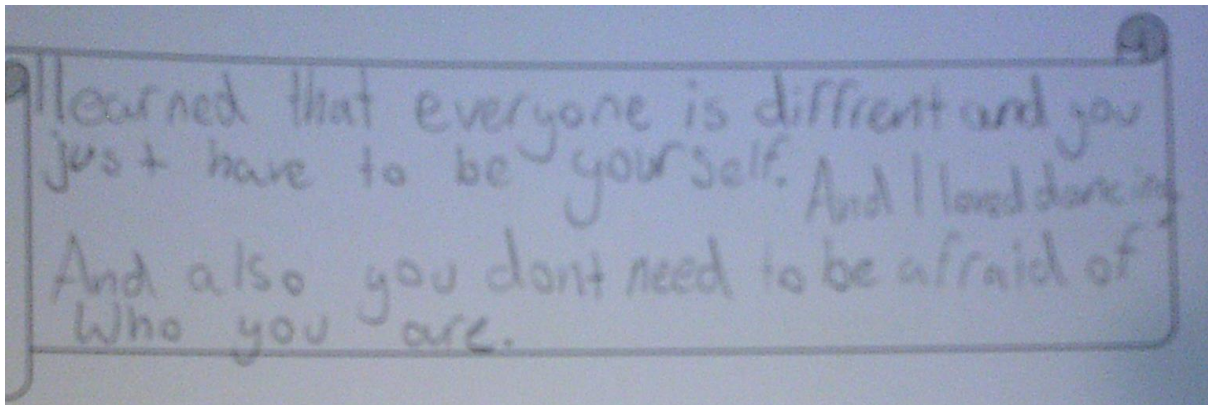 I learned that everyone is diffrent and you
just have to be yourself. And I loved dancing
And also you dont need to be afraid of
Who you are.